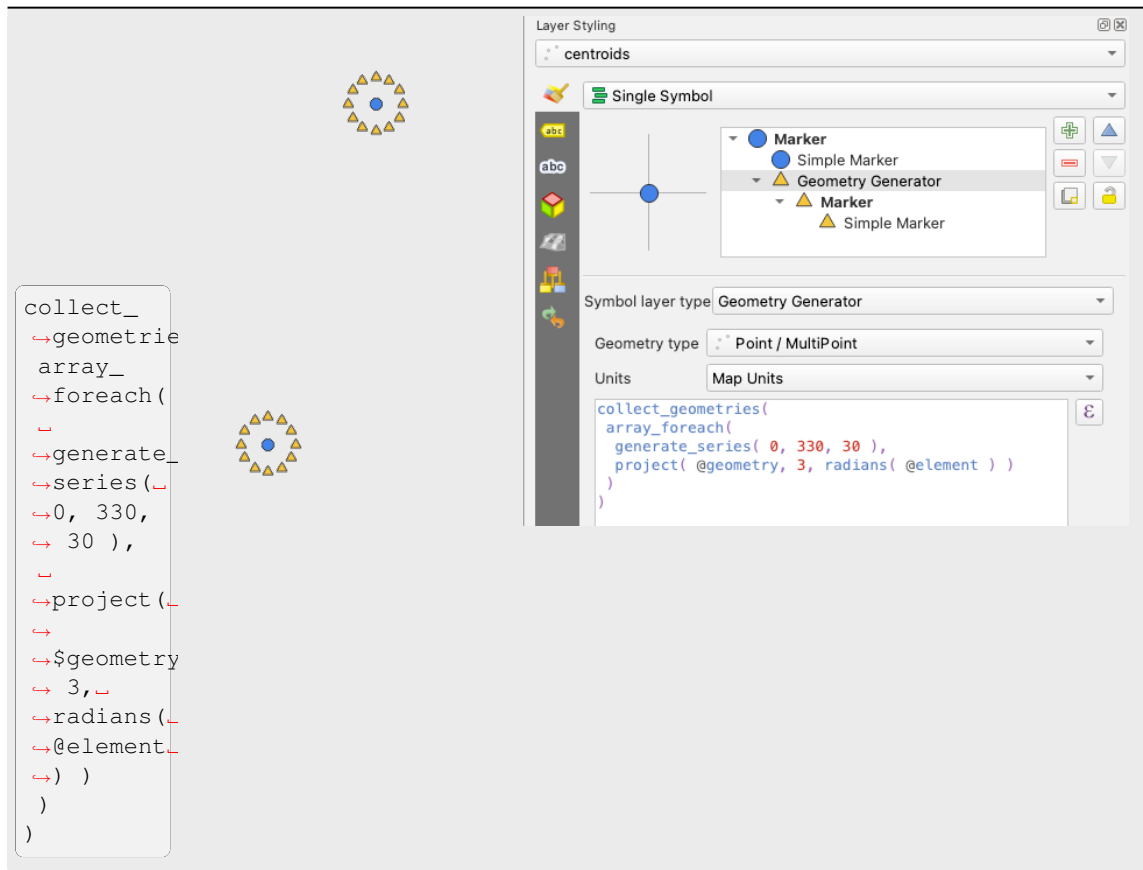 Layer Styling
centroids
Single Symbol
abc
abc
Marker
Simple Marker
Geometry Generator
Marker
Simple Marker
Symbol layer type Geometry Generator
Geometry type Point / MultiPoint
Units Map Units
collect_geometries(
array_foreach(
generate_series( 0, 330, 30 ),
project( @geometry, 3, radians( @element ) )
)
)
ε
collect_
↪geometrie
array_
↪foreach(
␣
↪generate_
↪series(␣
↪0, 330,
↪ 30 ),
␣
↪project(␣
↪
↪$geometry
↪ 3,␣
↪radians(␣
↪@element␣
↪) )
)
)